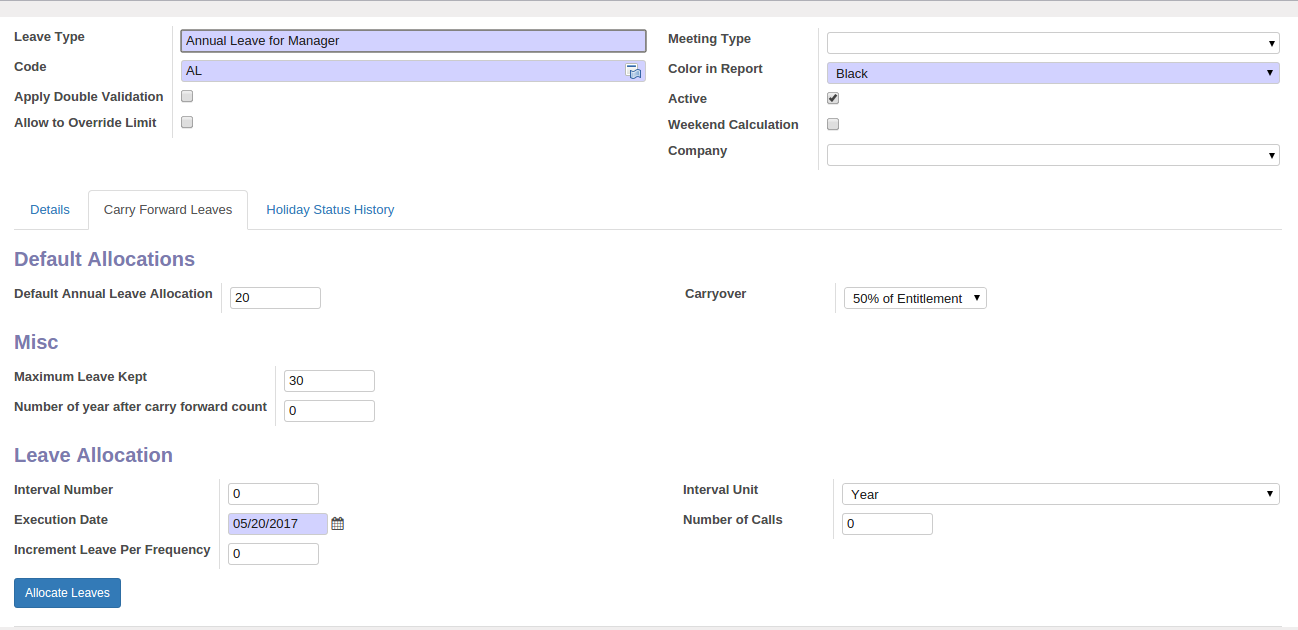 Leave Type Annual Leave for Manager
Code AL
Apply Double Validation
Allow to Override Limit
Meeting Type
Color in Report Black
Active
Weekend Calculation
Company
Details Carry Forward Leaves Holiday Status History
Default Allocations
Default Annual Leave Allocation 20 Carryover 50% of Entitlement
Misc
Maximum Leave Kept 30
Number of year after carry forward count 0
Leave Allocation
Interval Number 0 Interval Unit Year
Execution Date 05/20/2017 Number of Calls 0
Increment Leave Per Frequency 0
Allocate Leaves